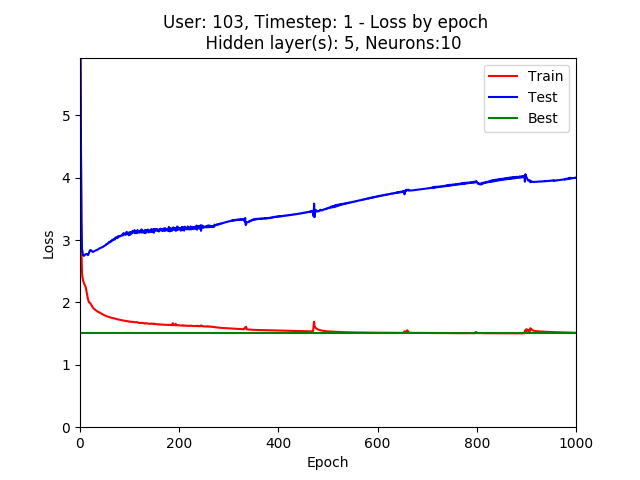 User: 103, Timestep: 1 - Loss by epoch
Hidden layer(s): 5, Neurons:10
Train
Test
Best
5
4
3
2
1
0
Loss
0 200 400 600 800 1000
Epoch